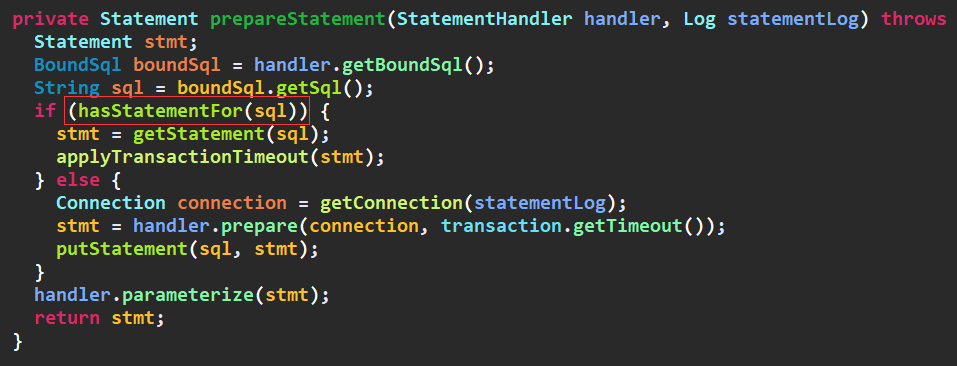 private Statement prepareStatement(StatementHandler handler, Log statementLog) throws
  Statement stmt;
  BoundSql boundSql = handler.getBoundSql();
  String sql = boundSql.getSql();
  if (hasStatementFor(sql)) {
    stmt = getStatement(sql);
    applyTransactionTimeout(stmt);
  } else {
    Connection connection = getConnection(statementLog);
    stmt = handler.prepare(connection, transaction.getTimeout());
    putStatement(sql, stmt);
  }
  handler.parameterize(stmt);
  return stmt;
}